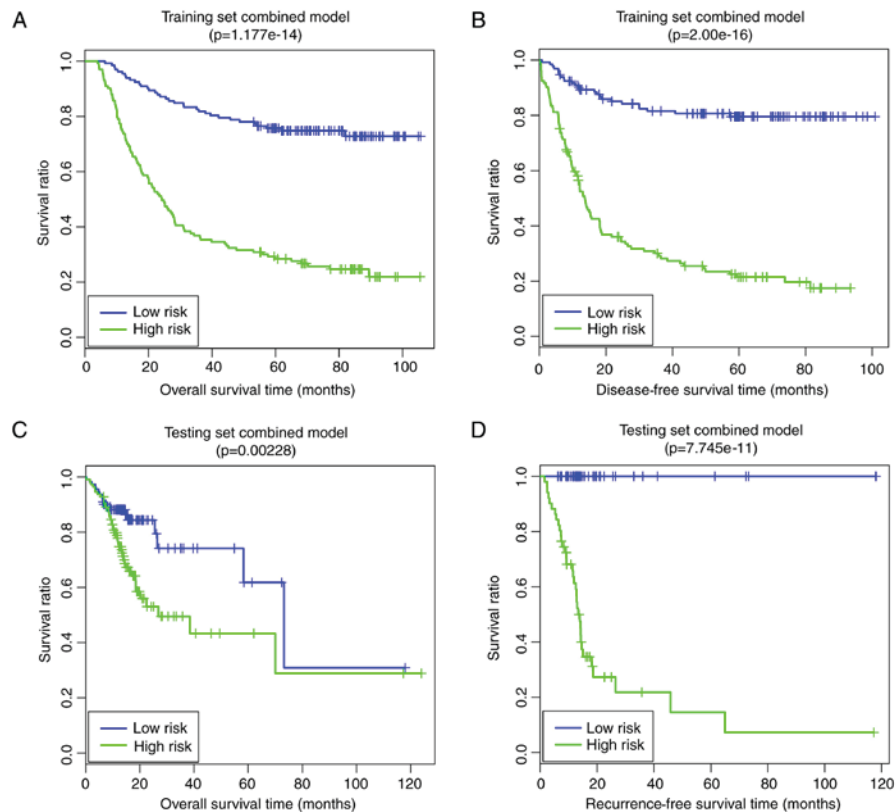 A
Training set combined model
(p=1.177e-14)
Survival ratio
1.0
0.8
0.6
0.4
0.2
0.0
Low risk
High risk
0 20 40 60 80 100
Overall survival time (months)
B
Training set combined model
(p=2.00e-16)
Survival ratio
1.0
0.8
0.6
0.4
0.2
0.0
Low risk
High risk
0 20 40 60 80 100
Disease-free survival time (months)
C
Testing set combined model
(p=0.00228)
Survival ratio
1.0
0.8
0.6
0.4
0.2
0.0
Low risk
High risk
0 20 40 60 80 100 120
Overall survival time (months)
D
Testing set combined model
(p=7.745e-11)
Survival ratio
1.0
0.8
0.6
0.4
0.2
0.0
Low risk
High risk
0 20 40 60 80 100 120
Recurrence-free survival time (months)